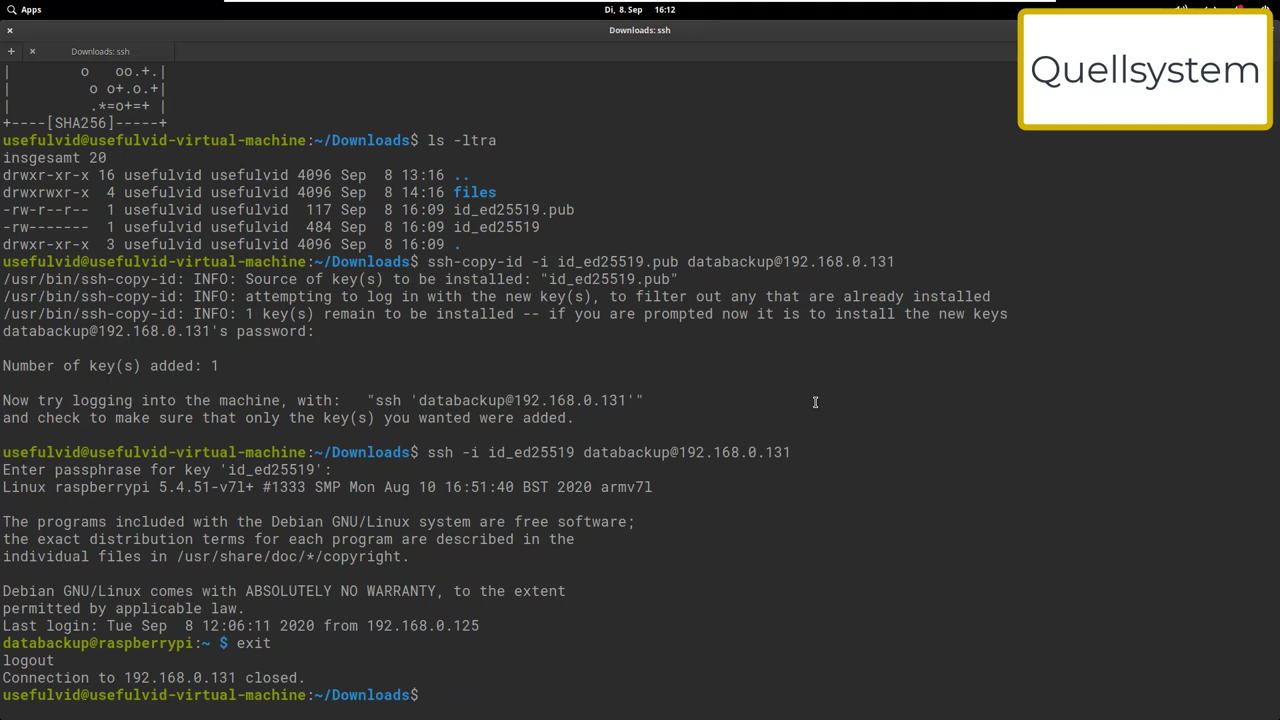 Apps
Di, 8. Sep 16:12
Downloads: ssh
Quellsystem
+ × Downloads: ssh
| o oo.+.|
| o o+.o.+|
| .*=o+=+ |
+----[SHA256]-----+
usefulvid@usefulvid-virtual-machine:~/Downloads$ ls -ltra
insgesamt 20
drwxr-xr-x 16 usefulvid usefulvid 4096 Sep  8 13:16 ..
drwxrwxr-x  4 usefulvid usefulvid 4096 Sep  8 14:16 files
-rw-r--r--  1 usefulvid usefulvid  117 Sep  8 16:09 id_ed25519.pub
-rw-------  1 usefulvid usefulvid  484 Sep  8 16:09 id_ed25519
drwxr-xr-x  3 usefulvid usefulvid 4096 Sep  8 16:09 .
usefulvid@usefulvid-virtual-machine:~/Downloads$ ssh-copy-id -i id_ed25519.pub databackup@192.168.0.131
/usr/bin/ssh-copy-id: INFO: Source of key(s) to be installed: "id_ed25519.pub"
/usr/bin/ssh-copy-id: INFO: attempting to log in with the new key(s), to filter out any that are already installed
/usr/bin/ssh-copy-id: INFO: 1 key(s) remain to be installed -- if you are prompted now it is to install the new keys
databackup@192.168.0.131's password:
Number of key(s) added: 1
Now try logging into the machine, with:   "ssh 'databackup@192.168.0.131'"
and check to make sure that only the key(s) you wanted were added.
usefulvid@usefulvid-virtual-machine:~/Downloads$ ssh -i id_ed25519 databackup@192.168.0.131
Enter passphrase for key 'id_ed25519':
Linux raspberrypi 5.4.51-v7l+ #1333 SMP Mon Aug 10 16:51:40 BST 2020 armv7l
The programs included with the Debian GNU/Linux system are free software;
the exact distribution terms for each program are described in the
individual files in /usr/share/doc/*/copyright.
Debian GNU/Linux comes with ABSOLUTELY NO WARRANTY, to the extent
permitted by applicable law.
Last login: Tue Sep  8 12:06:11 2020 from 192.168.0.125
databackup@raspberrypi:~ $ exit
logout
Connection to 192.168.0.131 closed.
usefulvid@usefulvid-virtual-machine:~/Downloads$